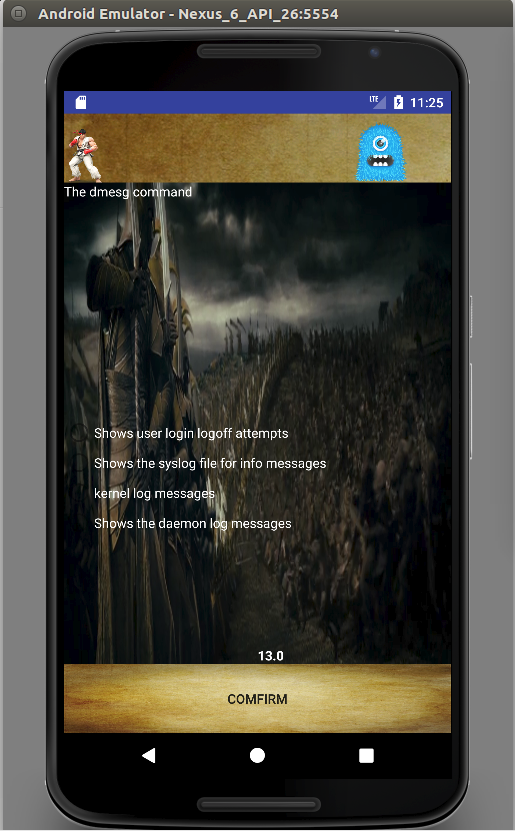 Android Emulator - Nexus_6_API_26:5554
LTE 11:25
The dmesg command
Shows user login logoff attempts
Shows the syslog file for info messages
kernel log messages
Shows the daemon log messages
13.0
COMFIRM